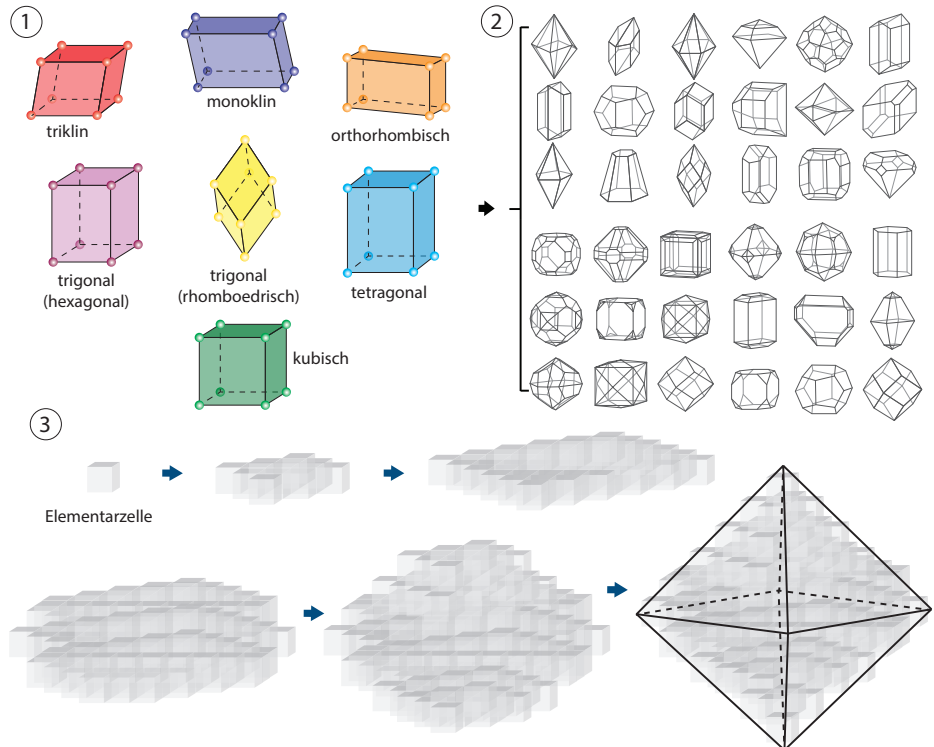 1
triklin
monoklin
orthorhombisch
trigonal
(hexagonal)
trigonal
(rhomboedrisch)
tetragonal
kubisch
2
3
Elementarzelle